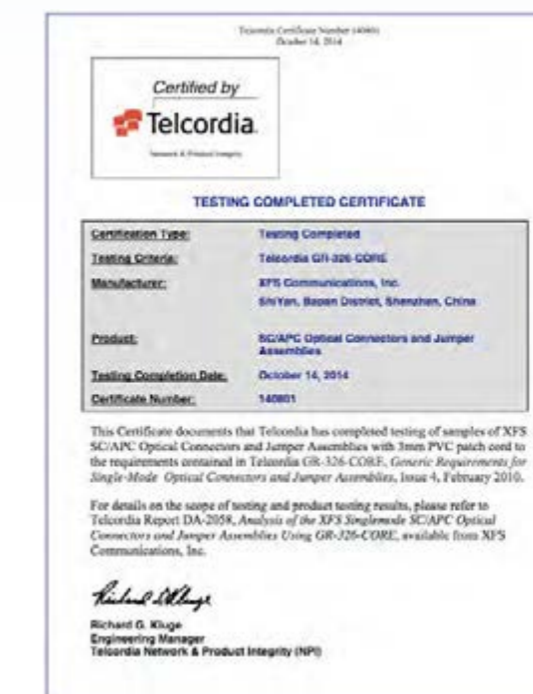 Telcordia Certificate Number 140801
October 14, 2014
Certified by
Telcordia.
Network & Product Integrity
TESTING COMPLETED CERTIFICATE
Certification Type: Testing Completed
Testing Criteria: Telcordia GR-326-CORE
Manufacturer: XFS Communications, Inc.
ShiYan, Baoan District, Shenzhen, China
Product: SC/APC Optical Connectors and Jumper
Assemblies
Testing Completion Date: October 14, 2014
Certificate Number: 140801
This Certificate documents that Telcordia has completed testing of samples of XFS
SC/APC Optical Connectors and Jumper Assemblies with 3mm PVC patch cord to
the requirements contained in Telcordia GR-326-CORE, Generic Requirements for
Single-Mode Optical Connectors and Jumper Assemblies, Issue 4, February 2010.
For details on the scope of testing and product testing results, please refer to
Telcordia Report DA-2058, Analysis of the XFS Singlemode SC/APC Optical
Connectors and Jumper Assemblies Using GR-326-CORE, available from XFS
Communications, Inc.
Richard G. Kluge
Richard G. Kluge
Engineering Manager
Telcordia Network & Product Integrity (NPI)